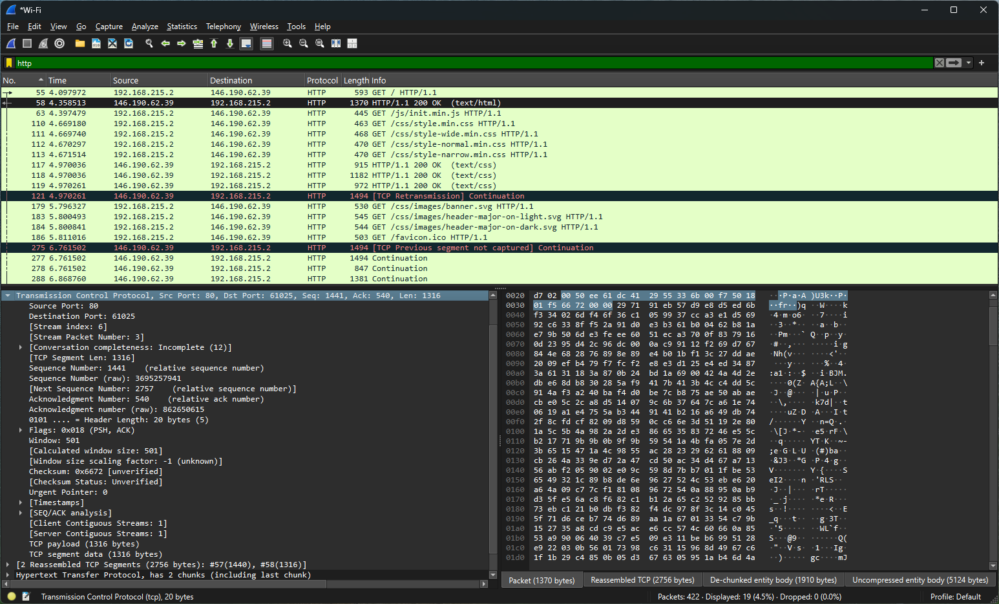 *Wi-Fi
File Edit View Go Capture Analyze Statistics Telephony Wireless Tools Help
http
No. Time Source Destination Protocol Length Info
55 4.097972 192.168.215.2 146.190.62.39 HTTP 593 GET / HTTP/1.1
58 4.358513 146.190.62.39 192.168.215.2 HTTP 1370 HTTP/1.1 200 OK  (text/html)
63 4.397479 192.168.215.2 146.190.62.39 HTTP 445 GET /js/init.min.js HTTP/1.1
110 4.669180 192.168.215.2 146.190.62.39 HTTP 463 GET /css/style.min.css HTTP/1.1
111 4.669740 192.168.215.2 146.190.62.39 HTTP 468 GET /css/style-wide.min.css HTTP/1.1
112 4.670297 192.168.215.2 146.190.62.39 HTTP 470 GET /css/style-normal.min.css HTTP/1.1
113 4.671514 192.168.215.2 146.190.62.39 HTTP 470 GET /css/style-narrow.min.css HTTP/1.1
117 4.970036 146.190.62.39 192.168.215.2 HTTP 915 HTTP/1.1 200 OK  (text/css)
118 4.970036 146.190.62.39 192.168.215.2 HTTP 1182 HTTP/1.1 200 OK  (text/css)
119 4.970261 146.190.62.39 192.168.215.2 HTTP 972 HTTP/1.1 200 OK  (text/css)
121 4.970261 146.190.62.39 192.168.215.2 HTTP 1494 [TCP Retransmission] Continuation
179 5.796327 192.168.215.2 146.190.62.39 HTTP 530 GET /css/images/banner.svg HTTP/1.1
183 5.800493 192.168.215.2 146.190.62.39 HTTP 545 GET /css/images/header-major-on-light.svg HTTP/1.1
184 5.800841 192.168.215.2 146.190.62.39 HTTP 544 GET /css/images/header-major-on-dark.svg HTTP/1.1
186 5.811016 192.168.215.2 146.190.62.39 HTTP 503 GET /favicon.ico HTTP/1.1
275 6.761502 146.190.62.39 192.168.215.2 HTTP 1494 [TCP Previous segment not captured] Continuation
277 6.761502 146.190.62.39 192.168.215.2 HTTP 1494 Continuation
278 6.761502 146.190.62.39 192.168.215.2 HTTP 847 Continuation
288 6.868760 146.190.62.39 192.168.215.2 HTTP 1381 Continuation
Transmission Control Protocol, Src Port: 80, Dst Port: 61025, Seq: 1441, Ack: 540, Len: 1316
Source Port: 80
Destination Port: 61025
[Stream index: 6]
[Stream Packet Number: 3]
[Conversation completeness: Incomplete (12)]
[TCP Segment Len: 1316]
Sequence Number: 1441    (relative sequence number)
Sequence Number (raw): 3695257941
[Next Sequence Number: 2757    (relative sequence number)]
Acknowledgment Number: 540    (relative ack number)
Acknowledgment number (raw): 862650615
0101 .... = Header Length: 20 bytes (5)
Flags: 0x018 (PSH, ACK)
Window: 501
[Calculated window size: 501]
[Window size scaling factor: -1 (unknown)]
Checksum: 0x6672 [unverified]
[Checksum Status: Unverified]
Urgent Pointer: 0
[Timestamps]
[SEQ/ACK analysis]
[Client Contiguous Streams: 1]
[Server Contiguous Streams: 1]
TCP payload (1316 bytes)
TCP segment data (1316 bytes)
[2 Reassembled TCP Segments (2756 bytes): #57(1440), #58(1316)]
Hypertext Transfer Protocol, has 2 chunks (including last chunk)
0020 d7 02 00 50 ee 61 dc 41 29 55 33 6b 00 f7 50 18
0030 01 f5 66 72 00 00 29 71 91 eb 57 d9 e8 d5 ed 6b
0040 f3 34 02 6d f4 6f 36 c1 05 99 37 cc a3 e1 d5 69
0050 92 c6 33 8f f5 2a 91 d0 e3 b3 61 b0 04 62 b8 1a
0060 e7 9b 50 6d e3 fe ee 60 51 ec a3 70 0f 83 79 16
0070 0d 23 95 d4 2c 96 dc 00 0a c9 91 12 f2 69 d7 67
0080 84 4e 68 28 76 89 8e 89 e4 b0 1b f1 3c 27 dd ae
0090 20 09 ef b4 79 f7 fc f2 e8 e3 d1 25 e4 ed 34 87
00a0 3a 61 31 18 3a 87 0b 24 bd 1a 69 00 42 4a 4d 2e
00b0 db e6 8d b8 30 28 5a f9 41 7b 41 3b 4c c4 dd 5c
00c0 91 4a f3 a2 40 ba f4 d0 be 7c b8 75 ae 50 ab ae
00d0 cb e0 5c 2c a8 d5 14 07 9c 6b 37 64 7c a6 1e 74
00e0 06 19 a1 e4 75 5a b3 44 91 41 b2 16 a6 49 db 74
00f0 2f 8c fd cf 82 09 d8 59 0c c6 6e 3d 51 19 2e 80
0100 1a 5c 5b 4a 98 2a 2d e3 86 65 35 83 72 46 e5 5c
0110 b2 17 71 9b 9b 0b 9f 9b 59 54 1a 4b fa 05 7e 2d
0120 3b 65 15 47 1a 4c 98 55 ac 28 23 29 62 61 88 09
0130 cb 26 4a 33 9e d7 2a 47 cd 50 ac 34 d4 67 a7 13
0140 56 ab f2 05 90 02 e0 9c 59 8d 7b b7 01 1f be 53
0150 65 49 32 1c 89 b8 de 6e 96 27 52 4c 53 eb e6 20
0160 a6 4a 09 c7 7c f1 81 08 96 72 54 0a 88 95 0a b9
0170 d3 5f e5 6a c8 f6 82 c1 b1 2a 65 c2 52 92 85 bb
0180 73 eb c1 21 b0 db f3 82 f4 dc 97 8f 3c 14 c0 45
0190 5f 71 d6 ce b7 74 d6 89 aa 1a 67 01 33 54 c7 9b
01a0 15 27 35 a8 cd c9 e5 ac e6 cc 57 4c 60 66 0a 85
01b0 53 a9 90 06 40 39 c7 e5 09 e3 11 be b6 99 51 28
01c0 e9 22 03 0b 56 01 73 98 c6 31 15 96 8d 49 67 c6
01d0 1f 1b 29 c4 85 0b 05 d3 67 63 05 95 1a b4 6d 4a
Packet (1370 bytes) Reassembled TCP (2756 bytes) De-chunked entity body (1910 bytes) Uncompressed entity body (5124 bytes)
Transmission Control Protocol (tcp), 20 bytes Packets: 422 · Displayed: 19 (4.5%) · Dropped: 0 (0.0%) Profile: Default